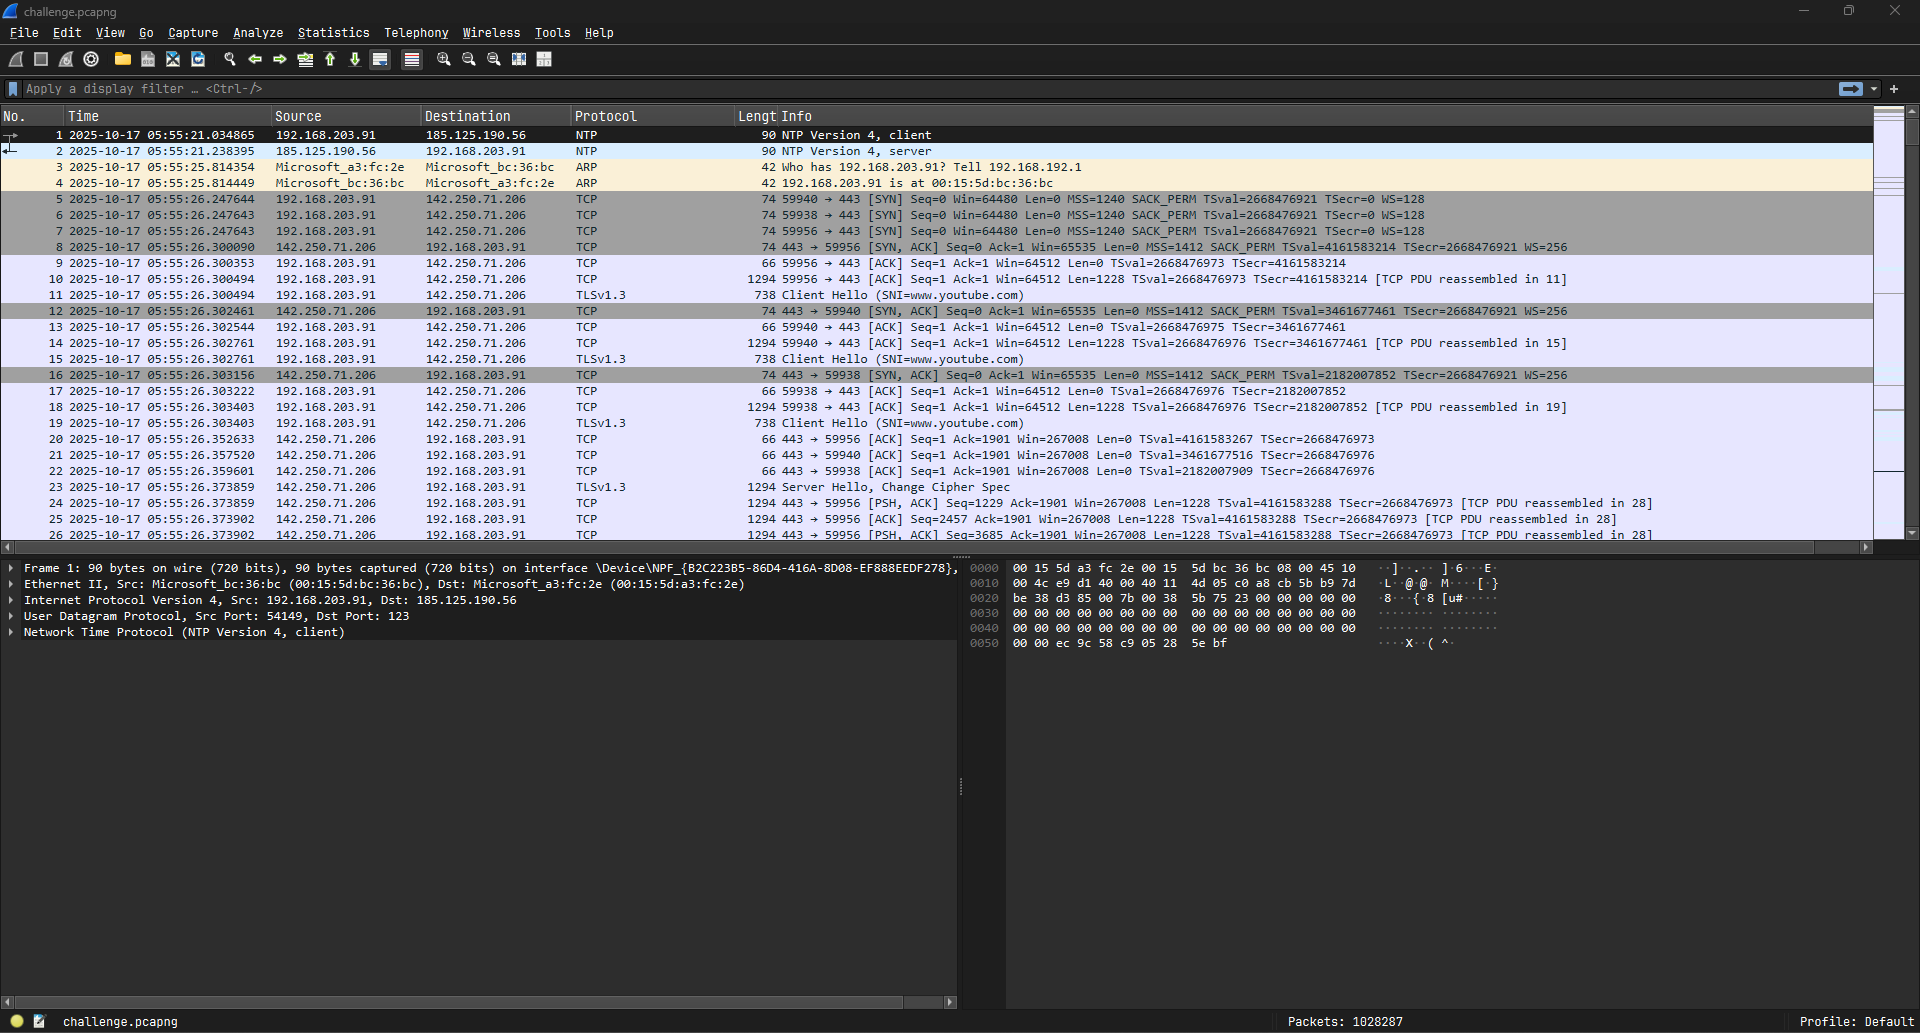 challenge.pcapng
File Edit View Go Capture Analyze Statistics Telephony Wireless Tools Help
Apply a display filter … <Ctrl-/>
No. Time Source Destination Protocol Lengt Info
1 2025-10-17 05:55:21.034865 192.168.203.91 185.125.190.56 NTP 90 NTP Version 4, client
2 2025-10-17 05:55:21.238395 185.125.190.56 192.168.203.91 NTP 90 NTP Version 4, server
3 2025-10-17 05:55:25.814354 Microsoft_a3:fc:2e Microsoft_bc:36:bc ARP 42 Who has 192.168.203.91? Tell 192.168.192.1
4 2025-10-17 05:55:25.814449 Microsoft_bc:36:bc Microsoft_a3:fc:2e ARP 42 192.168.203.91 is at 00:15:5d:bc:36:bc
5 2025-10-17 05:55:26.247644 192.168.203.91 142.250.71.206 TCP 74 59940 → 443 [SYN] Seq=0 Win=64480 Len=0 MSS=1240 SACK_PERM TSval=2668476921 TSecr=0 WS=128
6 2025-10-17 05:55:26.247643 192.168.203.91 142.250.71.206 TCP 74 59938 → 443 [SYN] Seq=0 Win=64480 Len=0 MSS=1240 SACK_PERM TSval=2668476921 TSecr=0 WS=128
7 2025-10-17 05:55:26.247643 192.168.203.91 142.250.71.206 TCP 74 59956 → 443 [SYN] Seq=0 Win=64480 Len=0 MSS=1240 SACK_PERM TSval=2668476921 TSecr=0 WS=128
8 2025-10-17 05:55:26.300090 142.250.71.206 192.168.203.91 TCP 74 443 → 59956 [SYN, ACK] Seq=0 Ack=1 Win=65535 Len=0 MSS=1412 SACK_PERM TSval=4161583214 TSecr=2668476921 WS=256
9 2025-10-17 05:55:26.300353 192.168.203.91 142.250.71.206 TCP 66 59956 → 443 [ACK] Seq=1 Ack=1 Win=64512 Len=0 TSval=2668476973 TSecr=4161583214
10 2025-10-17 05:55:26.300494 192.168.203.91 142.250.71.206 TCP 1294 59956 → 443 [ACK] Seq=1 Ack=1 Win=64512 Len=1228 TSval=2668476973 TSecr=4161583214 [TCP PDU reassembled in 11]
11 2025-10-17 05:55:26.300494 192.168.203.91 142.250.71.206 TLSv1.3 738 Client Hello (SNI=www.youtube.com)
12 2025-10-17 05:55:26.302461 142.250.71.206 192.168.203.91 TCP 74 443 → 59940 [SYN, ACK] Seq=0 Ack=1 Win=65535 Len=0 MSS=1412 SACK_PERM TSval=3461677461 TSecr=2668476921 WS=256
13 2025-10-17 05:55:26.302544 192.168.203.91 142.250.71.206 TCP 66 59940 → 443 [ACK] Seq=1 Ack=1 Win=64512 Len=0 TSval=2668476975 TSecr=3461677461
14 2025-10-17 05:55:26.302761 192.168.203.91 142.250.71.206 TCP 1294 59940 → 443 [ACK] Seq=1 Ack=1 Win=64512 Len=1228 TSval=2668476976 TSecr=3461677461 [TCP PDU reassembled in 15]
15 2025-10-17 05:55:26.302761 192.168.203.91 142.250.71.206 TLSv1.3 738 Client Hello (SNI=www.youtube.com)
16 2025-10-17 05:55:26.303156 142.250.71.206 192.168.203.91 TCP 74 443 → 59938 [SYN, ACK] Seq=0 Ack=1 Win=65535 Len=0 MSS=1412 SACK_PERM TSval=2182007852 TSecr=2668476921 WS=256
17 2025-10-17 05:55:26.303222 192.168.203.91 142.250.71.206 TCP 66 59938 → 443 [ACK] Seq=1 Ack=1 Win=64512 Len=0 TSval=2668476976 TSecr=2182007852
18 2025-10-17 05:55:26.303403 192.168.203.91 142.250.71.206 TCP 1294 59938 → 443 [ACK] Seq=1 Ack=1 Win=64512 Len=1228 TSval=2668476976 TSecr=2182007852 [TCP PDU reassembled in 19]
19 2025-10-17 05:55:26.303403 192.168.203.91 142.250.71.206 TLSv1.3 738 Client Hello (SNI=www.youtube.com)
20 2025-10-17 05:55:26.352633 142.250.71.206 192.168.203.91 TCP 66 443 → 59956 [ACK] Seq=1 Ack=1901 Win=267008 Len=0 TSval=4161583267 TSecr=2668476973
21 2025-10-17 05:55:26.357520 142.250.71.206 192.168.203.91 TCP 66 443 → 59940 [ACK] Seq=1 Ack=1901 Win=267008 Len=0 TSval=3461677516 TSecr=2668476976
22 2025-10-17 05:55:26.359601 142.250.71.206 192.168.203.91 TCP 66 443 → 59938 [ACK] Seq=1 Ack=1901 Win=267008 Len=0 TSval=2182007909 TSecr=2668476976
23 2025-10-17 05:55:26.373859 142.250.71.206 192.168.203.91 TLSv1.3 1294 Server Hello, Change Cipher Spec
24 2025-10-17 05:55:26.373859 142.250.71.206 192.168.203.91 TCP 1294 443 → 59956 [PSH, ACK] Seq=1229 Ack=1901 Win=267008 Len=1228 TSval=4161583288 TSecr=2668476973 [TCP PDU reassembled in 28]
25 2025-10-17 05:55:26.373902 142.250.71.206 192.168.203.91 TCP 1294 443 → 59956 [ACK] Seq=2457 Ack=1901 Win=267008 Len=1228 TSval=4161583288 TSecr=2668476973 [TCP PDU reassembled in 28]
26 2025-10-17 05:55:26.373902 142.250.71.206 192.168.203.91 TCP 1294 443 → 59956 [PSH, ACK] Seq=3685 Ack=1901 Win=267008 Len=1228 TSval=4161583288 TSecr=2668476973 [TCP PDU reassembled in 28]
Frame 1: 90 bytes on wire (720 bits), 90 bytes captured (720 bits) on interface \Device\NPF_{B2C223B5-86D4-416A-8D08-EF888EEDF278},
Ethernet II, Src: Microsoft_bc:36:bc (00:15:5d:bc:36:bc), Dst: Microsoft_a3:fc:2e (00:15:5d:a3:fc:2e)
Internet Protocol Version 4, Src: 192.168.203.91, Dst: 185.125.190.56
User Datagram Protocol, Src Port: 54149, Dst Port: 123
Network Time Protocol (NTP Version 4, client)
0000 00 15 5d a3 fc 2e 00 15 5d bc 36 bc 08 00 45 10 ··]··.·· ]·6···E·
0010 00 4c e9 d1 40 00 40 11 4d 05 c0 a8 cb 5b b9 7d ·L··@·@· M····[·}
0020 be 38 d3 85 00 7b 00 38 5b 75 23 00 00 00 00 00 ·8···{·8 [u#·····
0030 00 00 00 00 00 00 00 00 00 00 00 00 00 00 00 00 ········ ········
0040 00 00 00 00 00 00 00 00 00 00 00 00 00 00 00 00 ········ ········
0050 00 00 ec 9c 58 c9 05 28 5e bf ····X··( ^·
challenge.pcapng
Packets: 1028287
Profile: Default